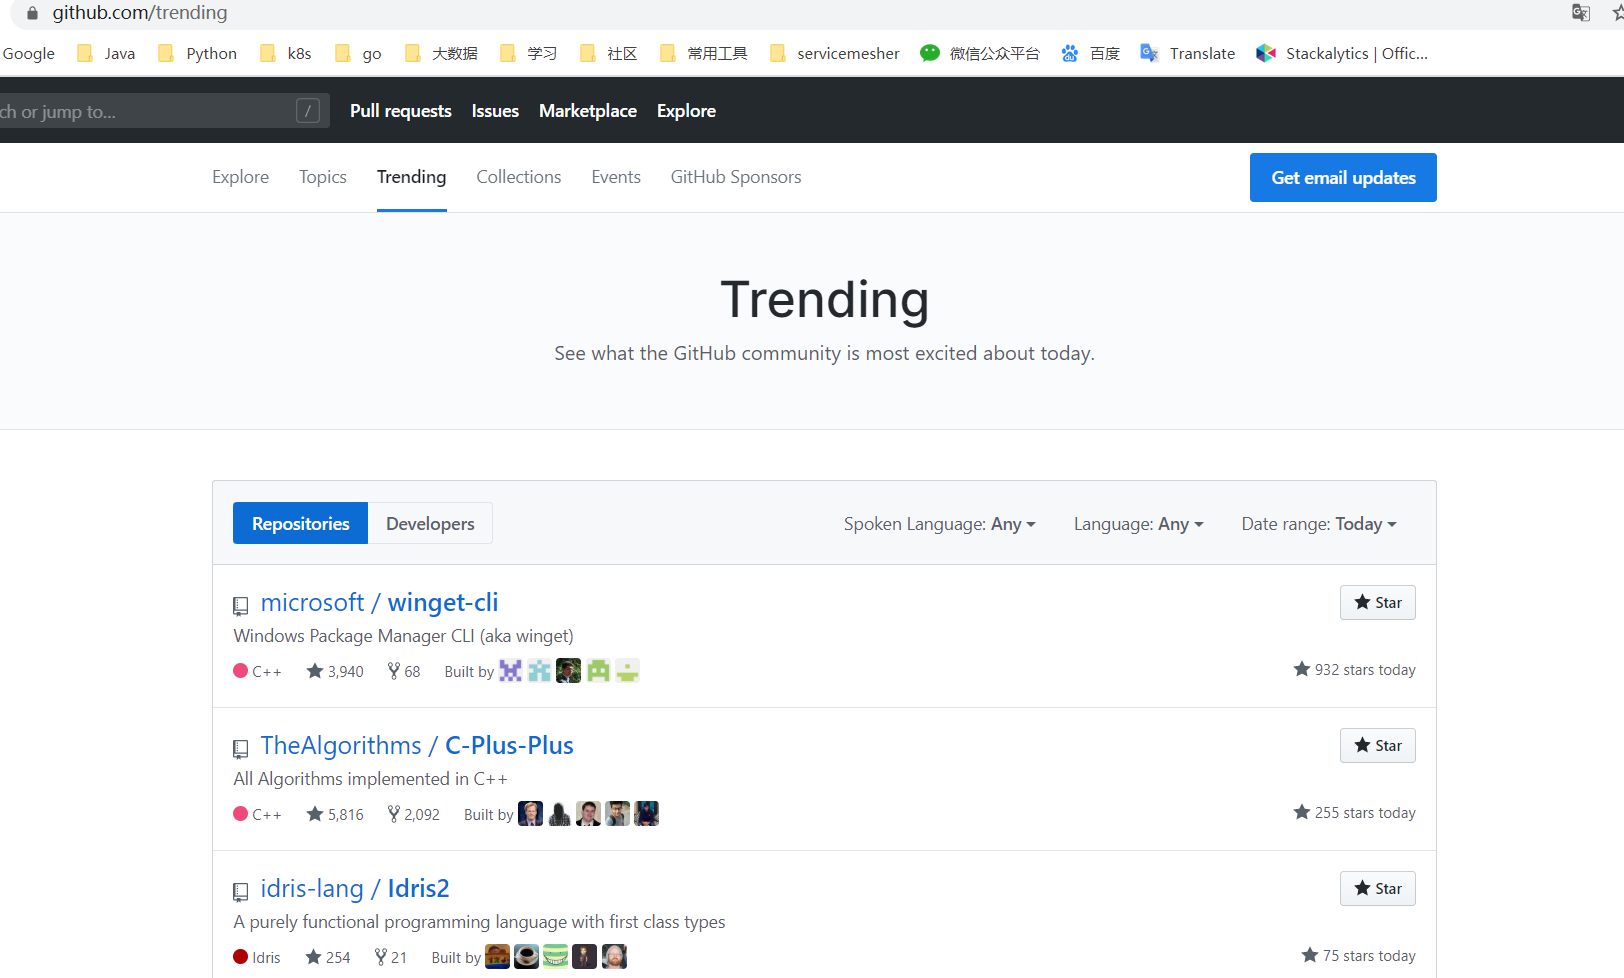 github.com/trending
Google Java Python k8s go 大数据 学习 社区 常用工具 servicemesher 微信公众平台 百度 Translate Stackalytics | Offic...
ch or jump to... / Pull requests Issues Marketplace Explore
Explore Topics Trending Collections Events GitHub Sponsors Get email updates
Trending
See what the GitHub community is most excited about today.
Repositories Developers Spoken Language: Any Language: Any Date range: Today
microsoft / winget-cli Star
Windows Package Manager CLI (aka winget)
C++ 3,940 68 Built by 932 stars today
TheAlgorithms / C-Plus-Plus Star
All Algorithms implemented in C++
C++ 5,816 2,092 Built by 255 stars today
idris-lang / Idris2 Star
A purely functional programming language with first class types
Idris 254 21 Built by 75 stars today